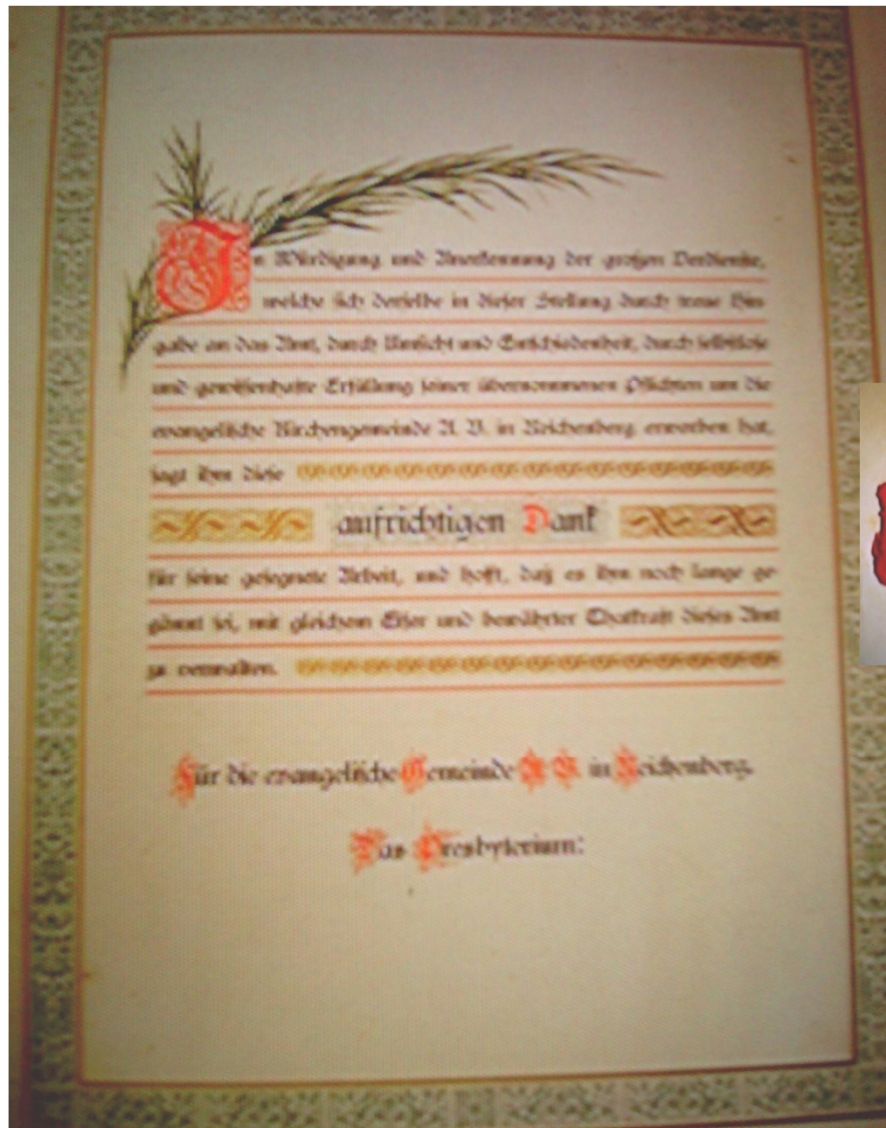 In Würdigung und Anerkennung der großen Verdienste,
welche sich derselbe in dieser Stellung durch treue Hin
gabe an das Amt, durch Umsicht und Entschiedenheit, durch selbstlose
und gewissenhafte Erfüllung seiner übernommenen Pflichten um die
evangelische Kirchengemeinde A. B. in Reichenberg erworben hat,
sagt ihm diese
aufrichtigen Dank
für seine gesegnete Arbeit, und hofft, daß es ihm noch lange ge
gönnt sei, mit gleichem Eifer und bewährter Thatkraft dieses Amt
zu verwalten.
Für die evangelische Gemeinde A. B. in Reichenberg.
Das Presbyterium: